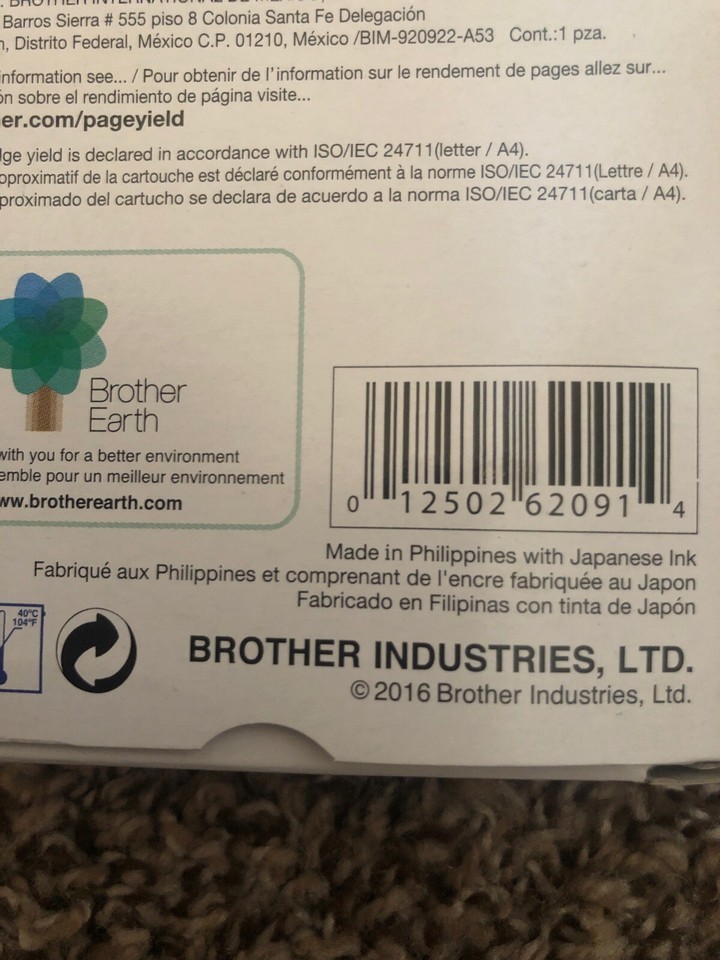 Barros Sierra # 555 piso 8 Colonia Santa Fe Delegación
Distrito Federal, México C.P. 01210, México /BIM-920922-A53 Cont.:1 pza.
information see... / Pour obtenir de l'information sur le rendement de pages allez sur...
ón sobre el rendimiento de página visite...
er.com/pageyield
ge yield is declared in accordance with ISO/IEC 24711(letter / A4).
pproximatif de la cartouche est déclaré conformément à la norme ISO/IEC 24711(Lettre / A4).
proximado del cartucho se declara de acuerdo a la norma ISO/IEC 24711(carta / A4).
Brother
Earth
with you for a better environment
emble pour un meilleur environnement
ww.brotherearth.com
0 12502 62091 4
Made in Philippines with Japanese Ink
Fabriqué aux Philippines et comprenant de l'encre fabriquée au Japon
Fabricado en Filipinas con tinta de Japón
40°C
104°F
BROTHER INDUSTRIES, LTD.
© 2016 Brother Industries, Ltd.